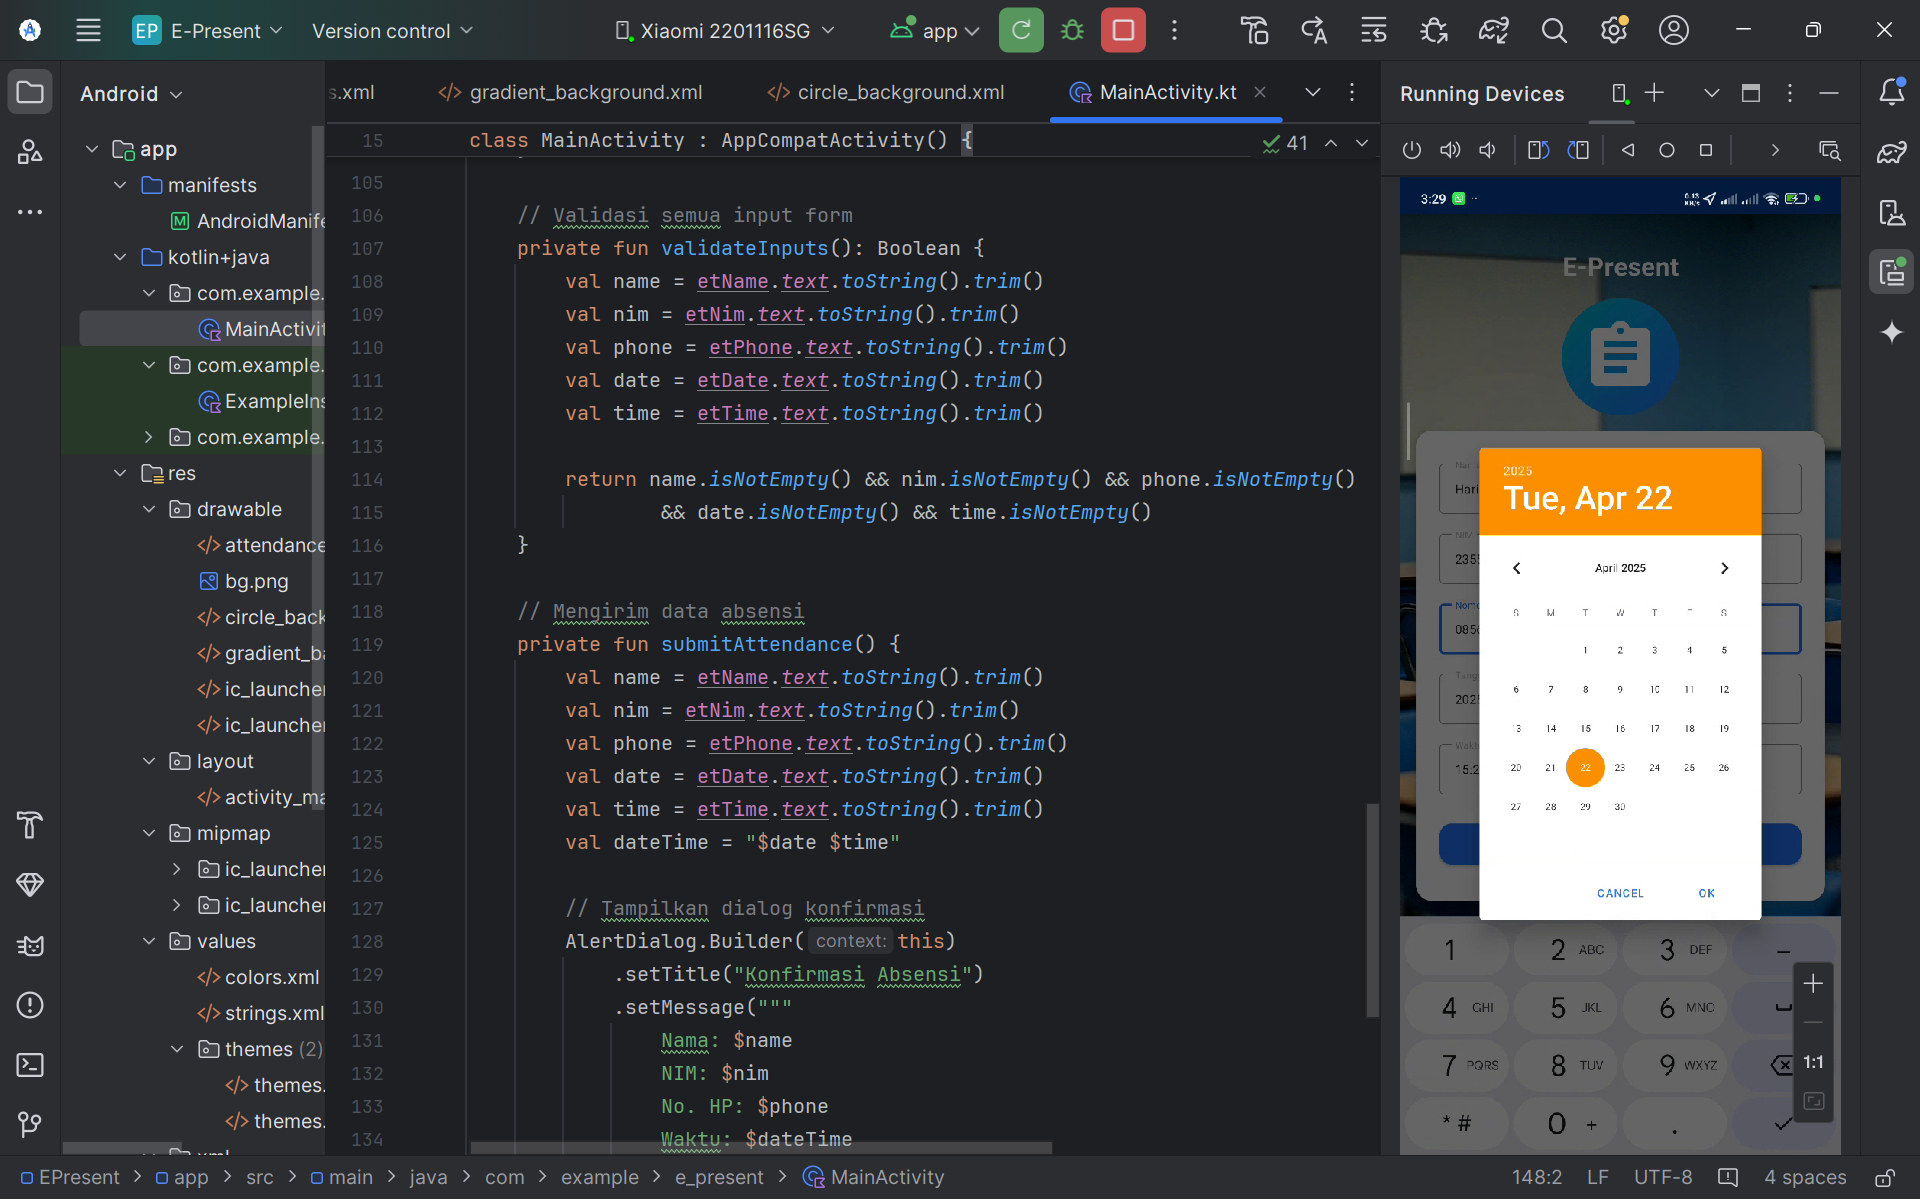 EP E-Present Version control Xiaomi 2201116SG app
Android
app
manifests
AndroidManife
kotlin+java
com.example.
MainActivit
com.example.
ExampleIns
com.example.
res
drawable
attendance
bg.png
circle_back
gradient_ba
ic_launcher
ic_launcher
layout
activity_ma
mipmap
ic_launcher
ic_launcher
values
colors.xml
strings.xml
themes (2)
themes.
themes.
s.xml gradient_background.xml circle_background.xml MainActivity.kt
15 class MainActivity : AppCompatActivity() {
41
105
106 // Validasi semua input form
107 private fun validateInputs(): Boolean {
108 val name = etName.text.toString().trim()
109 val nim = etNim.text.toString().trim()
110 val phone = etPhone.text.toString().trim()
111 val date = etDate.text.toString().trim()
112 val time = etTime.text.toString().trim()
113
114 return name.isNotEmpty() && nim.isNotEmpty() && phone.isNotEmpty()
115 && date.isNotEmpty() && time.isNotEmpty()
116 }
117
118 // Mengirim data absensi
119 private fun submitAttendance() {
120 val name = etName.text.toString().trim()
121 val nim = etNim.text.toString().trim()
122 val phone = etPhone.text.toString().trim()
123 val date = etDate.text.toString().trim()
124 val time = etTime.text.toString().trim()
125 val dateTime = "$date $time"
126
127 // Tampilkan dialog konfirmasi
128 AlertDialog.Builder( context: this)
129 .setTitle("Konfirmasi Absensi")
130 .setMessage("""
131 Nama: $name
132 NIM: $nim
133 No. HP: $phone
134 Waktu: $dateTime
Running Devices
3:29
E-Present
Hari
235
Nomo
085
202
15:2
2025
Tue, Apr 22
April 2025
S M T W T F S
1 2 3 4 5
6 7 8 9 10 11 12
13 14 15 16 17 18 19
20 21 22 23 24 25 26
27 28 29 30
CANCEL OK
1 2 ABC 3 DEF
4 GHI 5 JKL 6 MNO
7 PQRS 8 TUV 9 WXYZ
* # 0 + .
1:1
EPresent app src main java com example e_present MainActivity
148:2 LF UTF-8 4 spaces